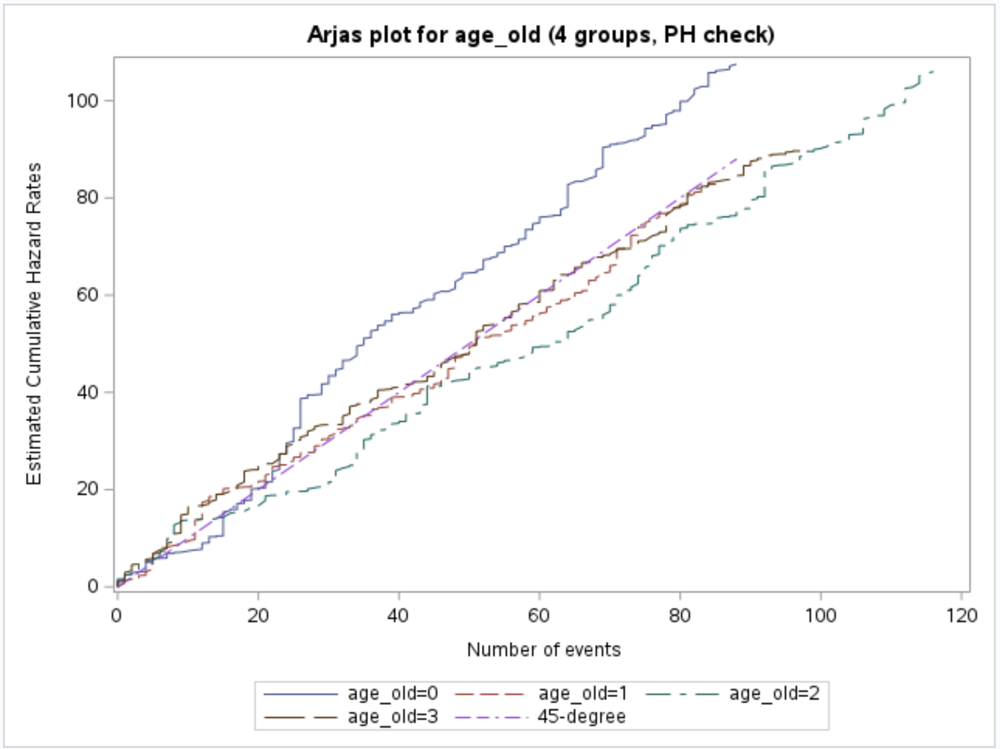 Arjas plot for age_old (4 groups, PH check)
Estimated Cumulative Hazard Rates
100
80
60
40
20
0
0 20 40 60 80 100 120
Number of events
age_old=0 age_old=1 age_old=2
age_old=3 45-degree